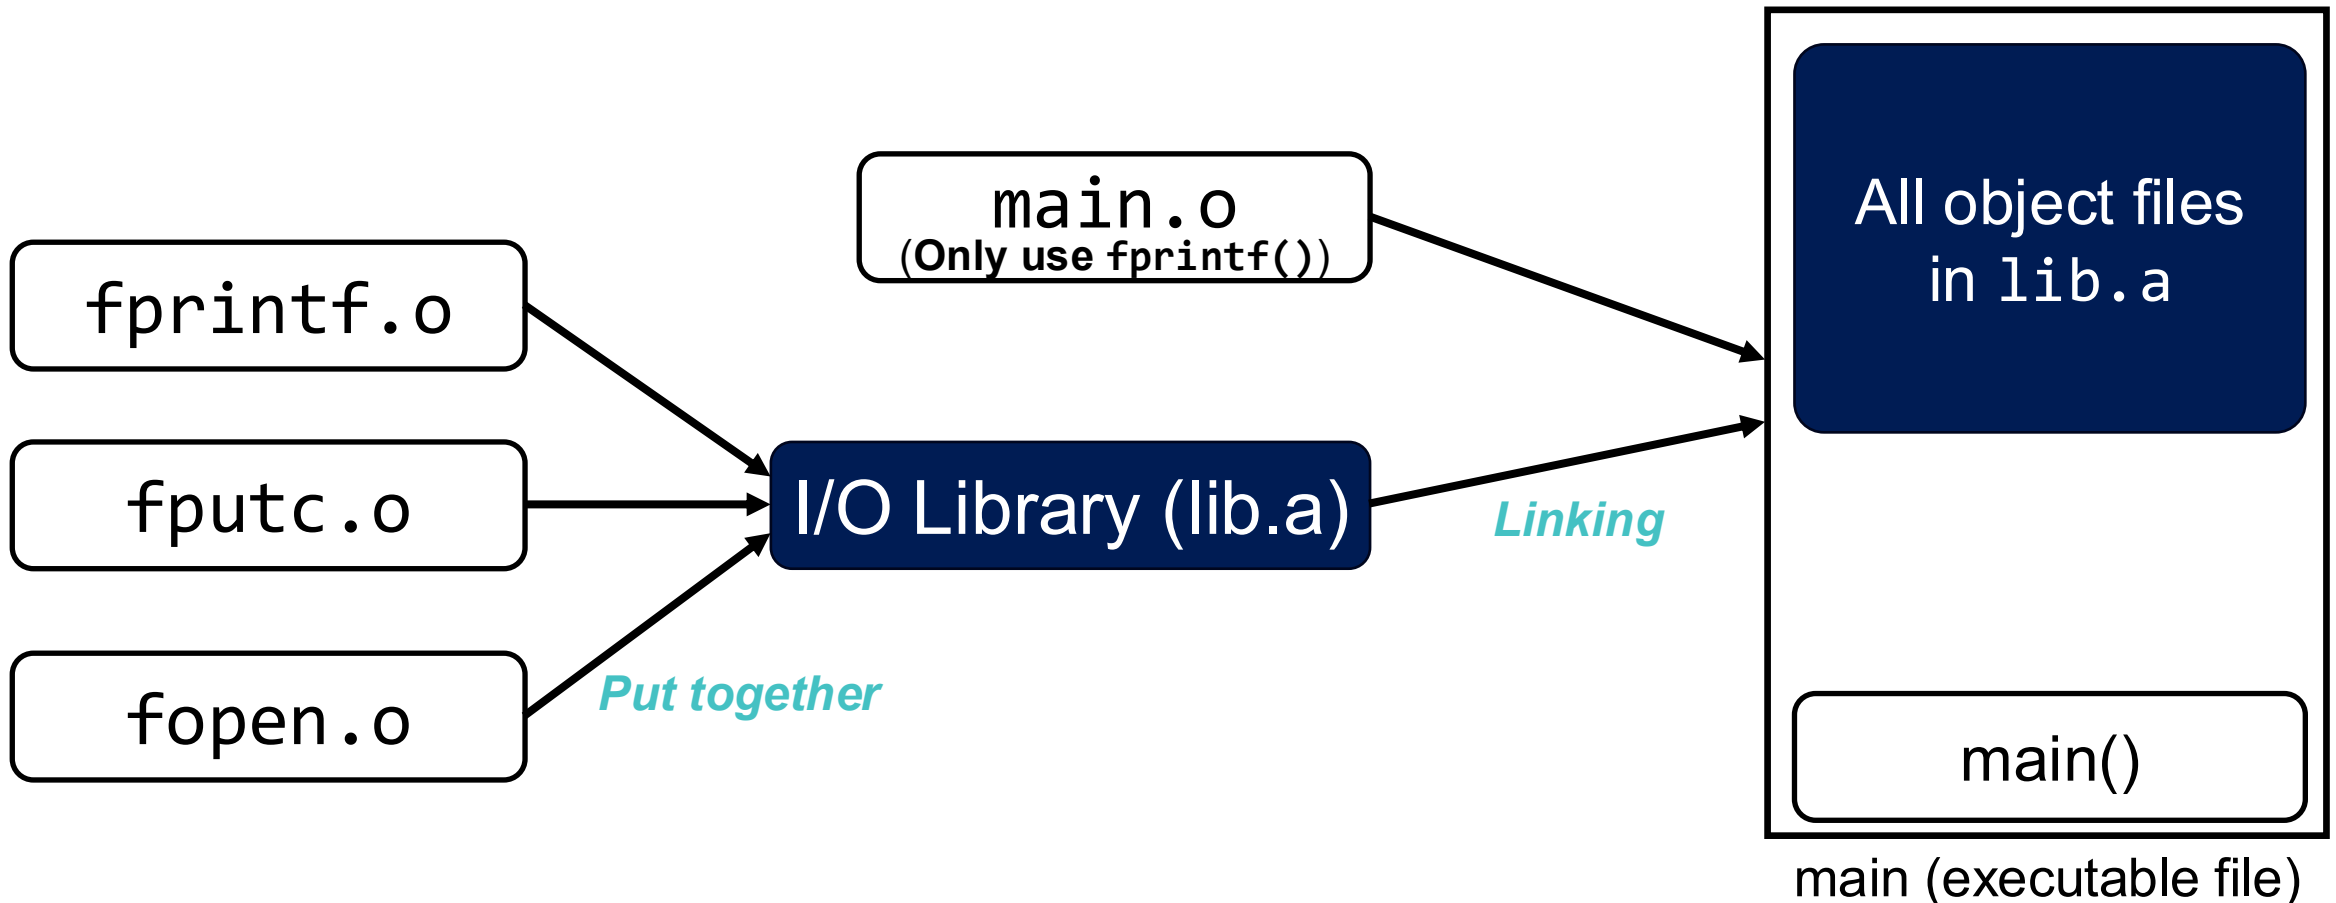 fprintf.o
fputc.o
fopen.o
Put together
main.o
(Only use fprintf())
I/O Library (lib.a)
Linking
All object files
in lib.a
main()
main (executable file)